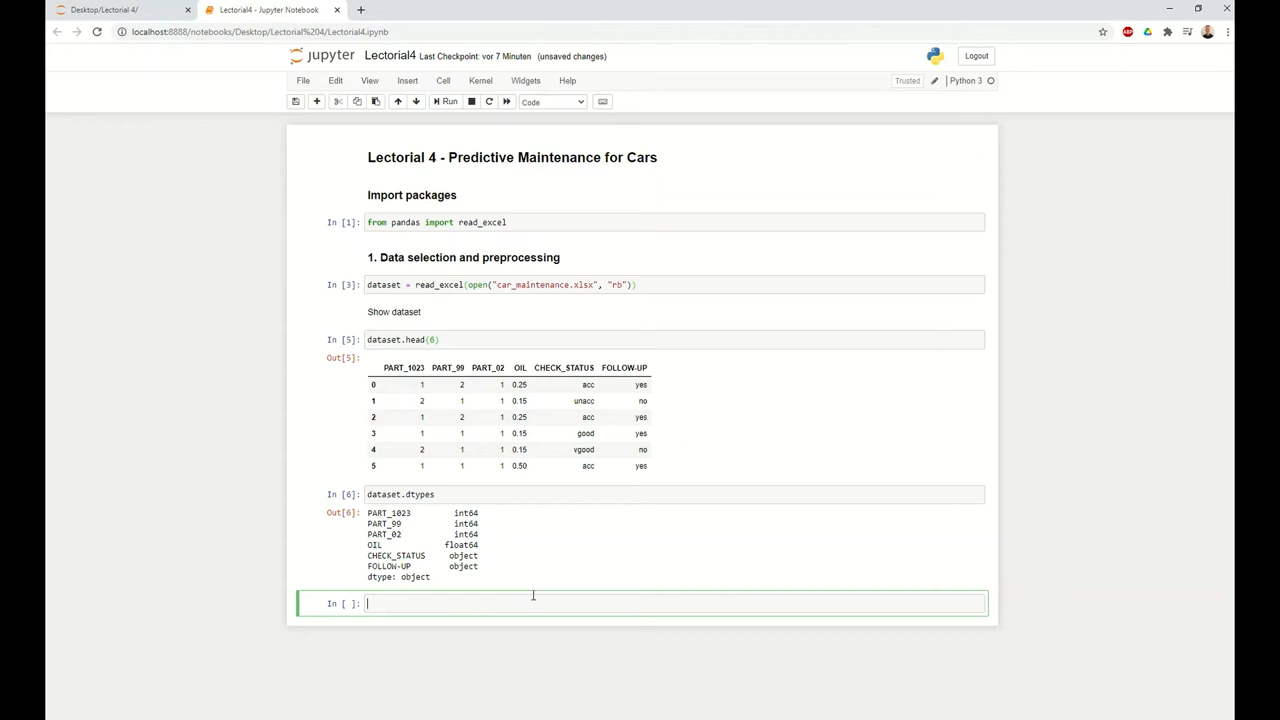 Desktop/Lectorial 4/
Lectorial4 - Jupyter Notebook
localhost:8888/notebooks/Desktop/Lectorial%204/Lectorial4.ipynb
jupyter Lectorial4 Last Checkpoint: vor 7 Minuten (unsaved changes)
Logout
File Edit View Insert Cell Kernel Widgets Help
Trusted Python 3
Run Code
Lectorial 4 - Predictive Maintenance for Cars
Import packages
In [1]: from pandas import read_excel
1. Data selection and preprocessing
In [3]: dataset = read_excel(open("car_maintenance.xlsx", "rb"))
Show dataset
In [5]: dataset.head(6)
Out[5]:
PART_1023 PART_99 PART_02 OIL CHECK_STATUS FOLLOW-UP
0 1 2 1 0.25 acc yes
1 2 1 1 0.15 unacc no
2 1 2 1 0.25 acc yes
3 1 1 1 0.15 good yes
4 2 1 1 0.15 vgood no
5 1 1 1 0.50 acc yes
In [6]: dataset.dtypes
Out[6]: PART_1023 int64
PART_99 int64
PART_02 int64
OIL float64
CHECK_STATUS object
FOLLOW-UP object
dtype: object
In [ ]: